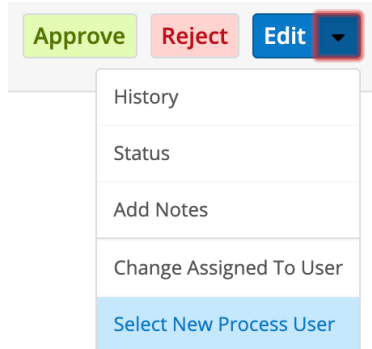 Approve Reject Edit
History
Status
Add Notes
Change Assigned To User
Select New Process User